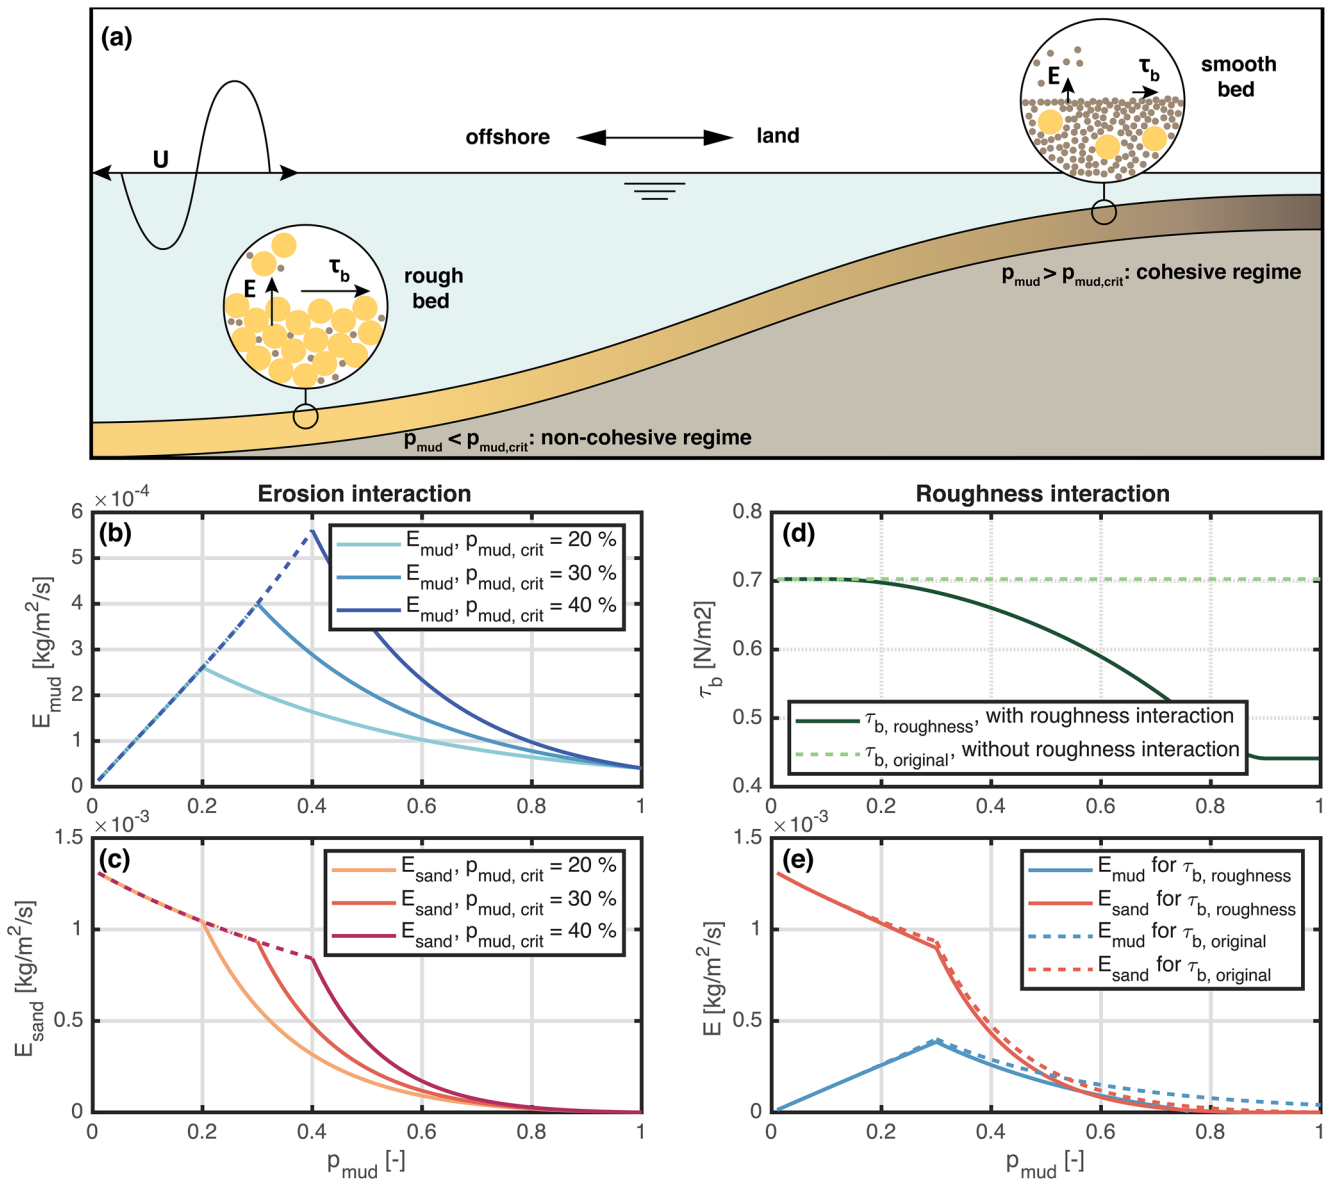 (a)
smooth
bed
E
τb
offshore
land
U
rough
bed
E
τb
pmud > pmud,crit: cohesive regime
pmud < pmud,crit: non-cohesive regime
Erosion interaction
×10-4
(b)
Emud, pmud, crit = 20 %
Emud, pmud, crit = 30 %
Emud, pmud, crit = 40 %
Emud [kg/m2/s]
6
5
4
3
2
1
0
0 0.2 0.4 0.6 0.8 1
Roughness interaction
(d)
τb, roughness, with roughness interaction
τb, original, without roughness interaction
τb [N/m2]
0.8
0.7
0.6
0.5
0.4
0 0.2 0.4 0.6 0.8 1
×10-3
(c)
Esand, pmud, crit = 20 %
Esand, pmud, crit = 30 %
Esand, pmud, crit = 40 %
Esand [kg/m2/s]
1.5
1
0.5
0
0 0.2 0.4 0.6 0.8 1
pmud [-]
×10-3
(e)
Emud for τb, roughness
Esand for τb, roughness
Emud for τb, original
Esand for τb, original
E [kg/m2/s]
1.5
1
0.5
0
0 0.2 0.4 0.6 0.8 1
pmud [-]